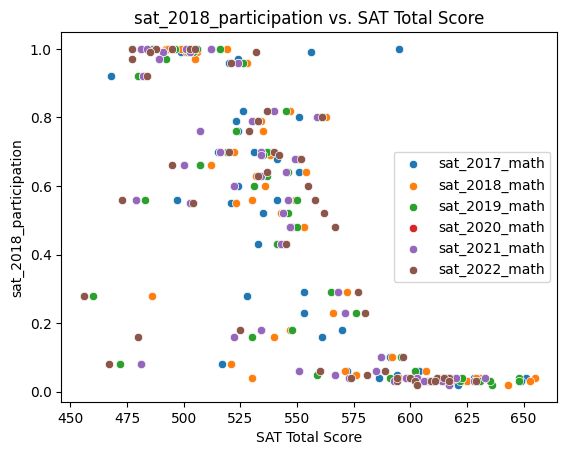 sat_2018_participation vs. SAT Total Score
sat_2018_participation
1.0
0.8
0.6
0.4
0.2
0.0
sat_2017_math
sat_2018_math
sat_2019_math
sat_2020_math
sat_2021_math
sat_2022_math
450 475 500 525 550 575 600 625 650
SAT Total Score